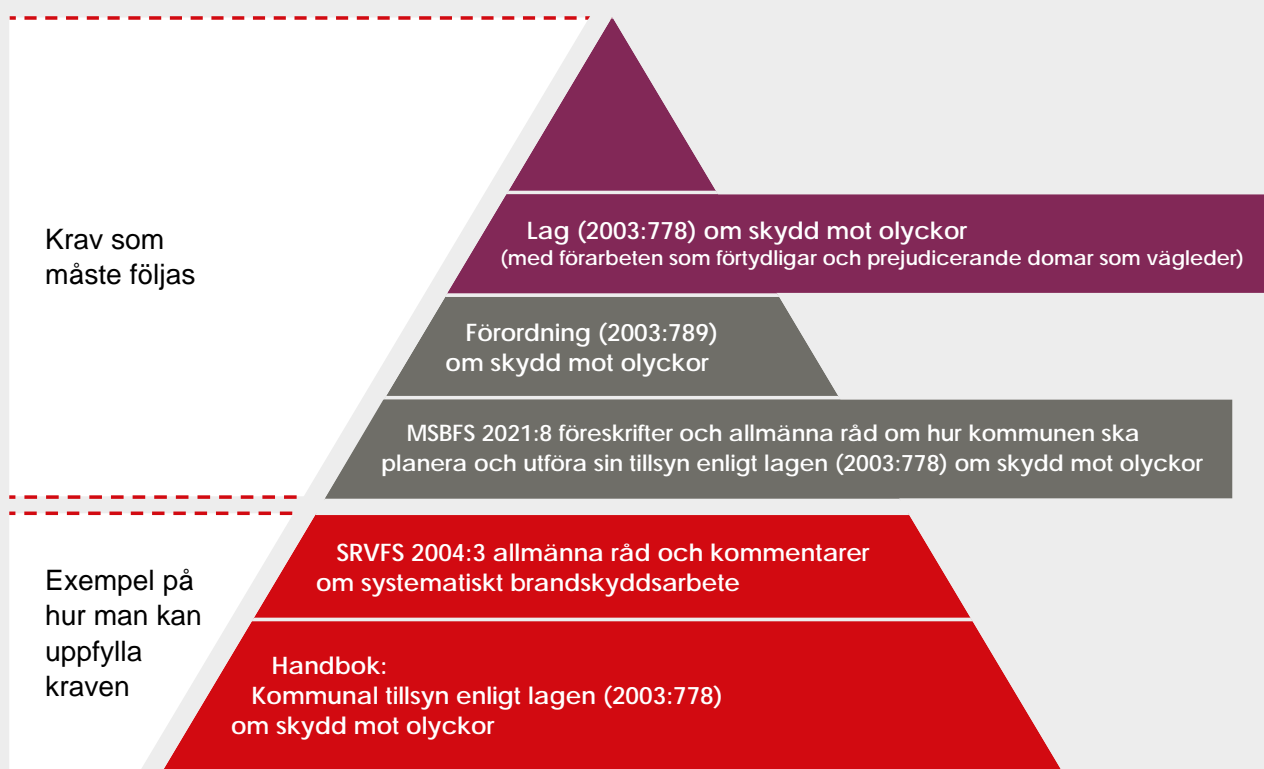 Krav som
måste följas
Lag (2003:778) om skydd mot olyckor
(med förarbeten som förtydligar och prejudicerande domar som vägleder)
Förordning (2003:789)
om skydd mot olyckor
MSBFS 2021:8 föreskrifter och allmänna råd om hur kommunen ska
planera och utföra sin tillsyn enligt lagen (2003:778) om skydd mot olyckor
Exempel på
hur man kan
uppfylla
kraven
SRVFS 2004:3 allmänna råd och kommentarer
om systematiskt brandskyddsarbete
Handbok:
Kommunal tillsyn enligt lagen (2003:778)
om skydd mot olyckor